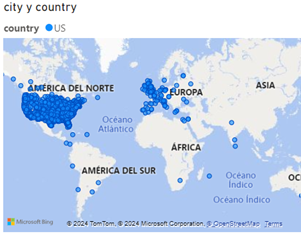 city y country
country US
AMÉRICA DEL NORTE
EUROPA
ASIA
Océano
Atlántico
ÁFRICA
AMÉRICA DEL SUR
Océano
Índico
OC
Océano Índico
Microsoft Bing
© 2024 TomTom, © 2024 Microsoft Corporation, © OpenStreetMap Terms